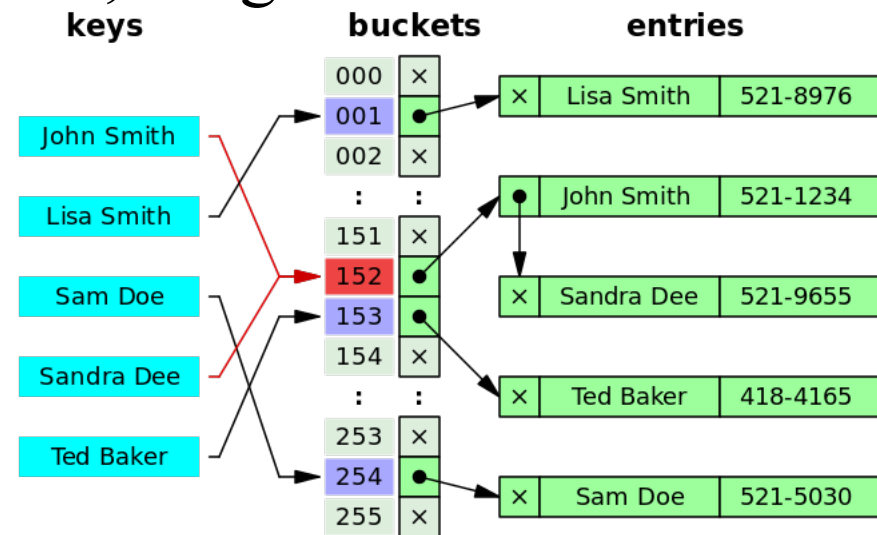 keys
buckets
entries
John Smith
Lisa Smith
Sam Doe
Sandra Dee
Ted Baker
000 ×
001
002 ×
: :
151 ×
152
153
154 ×
: :
253 ×
254
255 ×
× Lisa Smith 521-8976
John Smith 521-1234
× Sandra Dee 521-9655
× Ted Baker 418-4165
× Sam Doe 521-5030